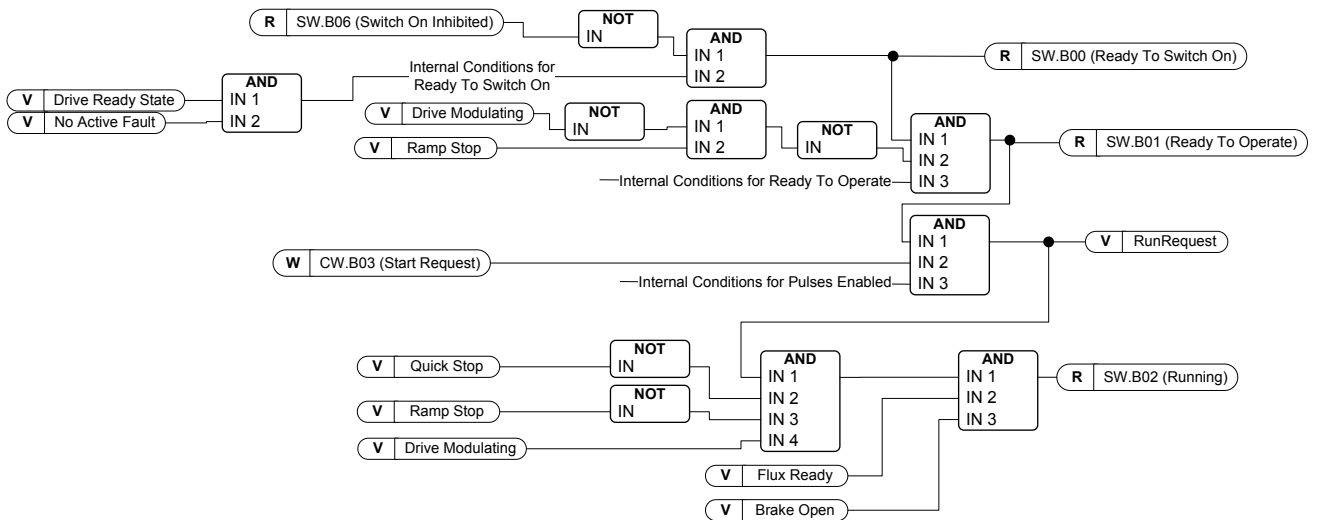 R SW.B06 (Switch On Inhibited)
NOT
IN
AND
IN 1
IN 2
R SW.B00 (Ready To Switch On)
Internal Conditions for
Ready To Switch On
AND
IN 1
IN 2
V Drive Ready State
V No Active Fault
V Drive Modulating
NOT
IN
AND
IN 1
IN 2
V Ramp Stop
NOT
IN
AND
IN 1
IN 2
IN 3
R SW.B01 (Ready To Operate)
Internal Conditions for Ready To Operate
AND
IN 1
IN 2
IN 3
V RunRequest
W CW.B03 (Start Request)
Internal Conditions for Pulses Enabled
V Quick Stop
NOT
IN
V Ramp Stop
NOT
IN
V Drive Modulating
AND
IN 1
IN 2
IN 3
IN 4
AND
IN 1
IN 2
IN 3
R SW.B02 (Running)
V Flux Ready
V Brake Open